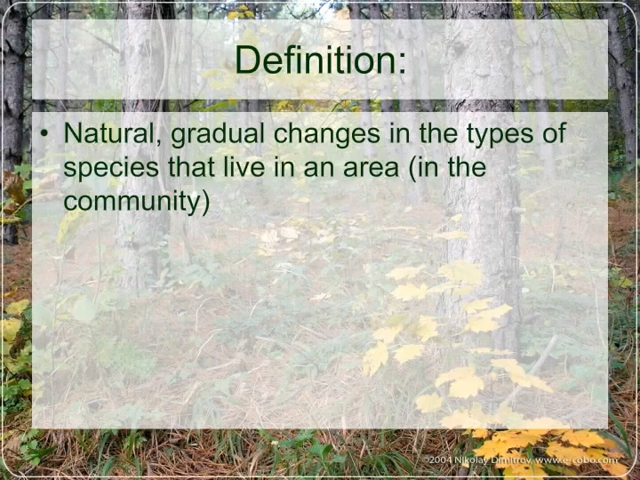 Definition:
• Natural, gradual changes in the types of
species that live in an area (in the
community)
©2004 Nikolay Dimitrov www.e-cobo.com